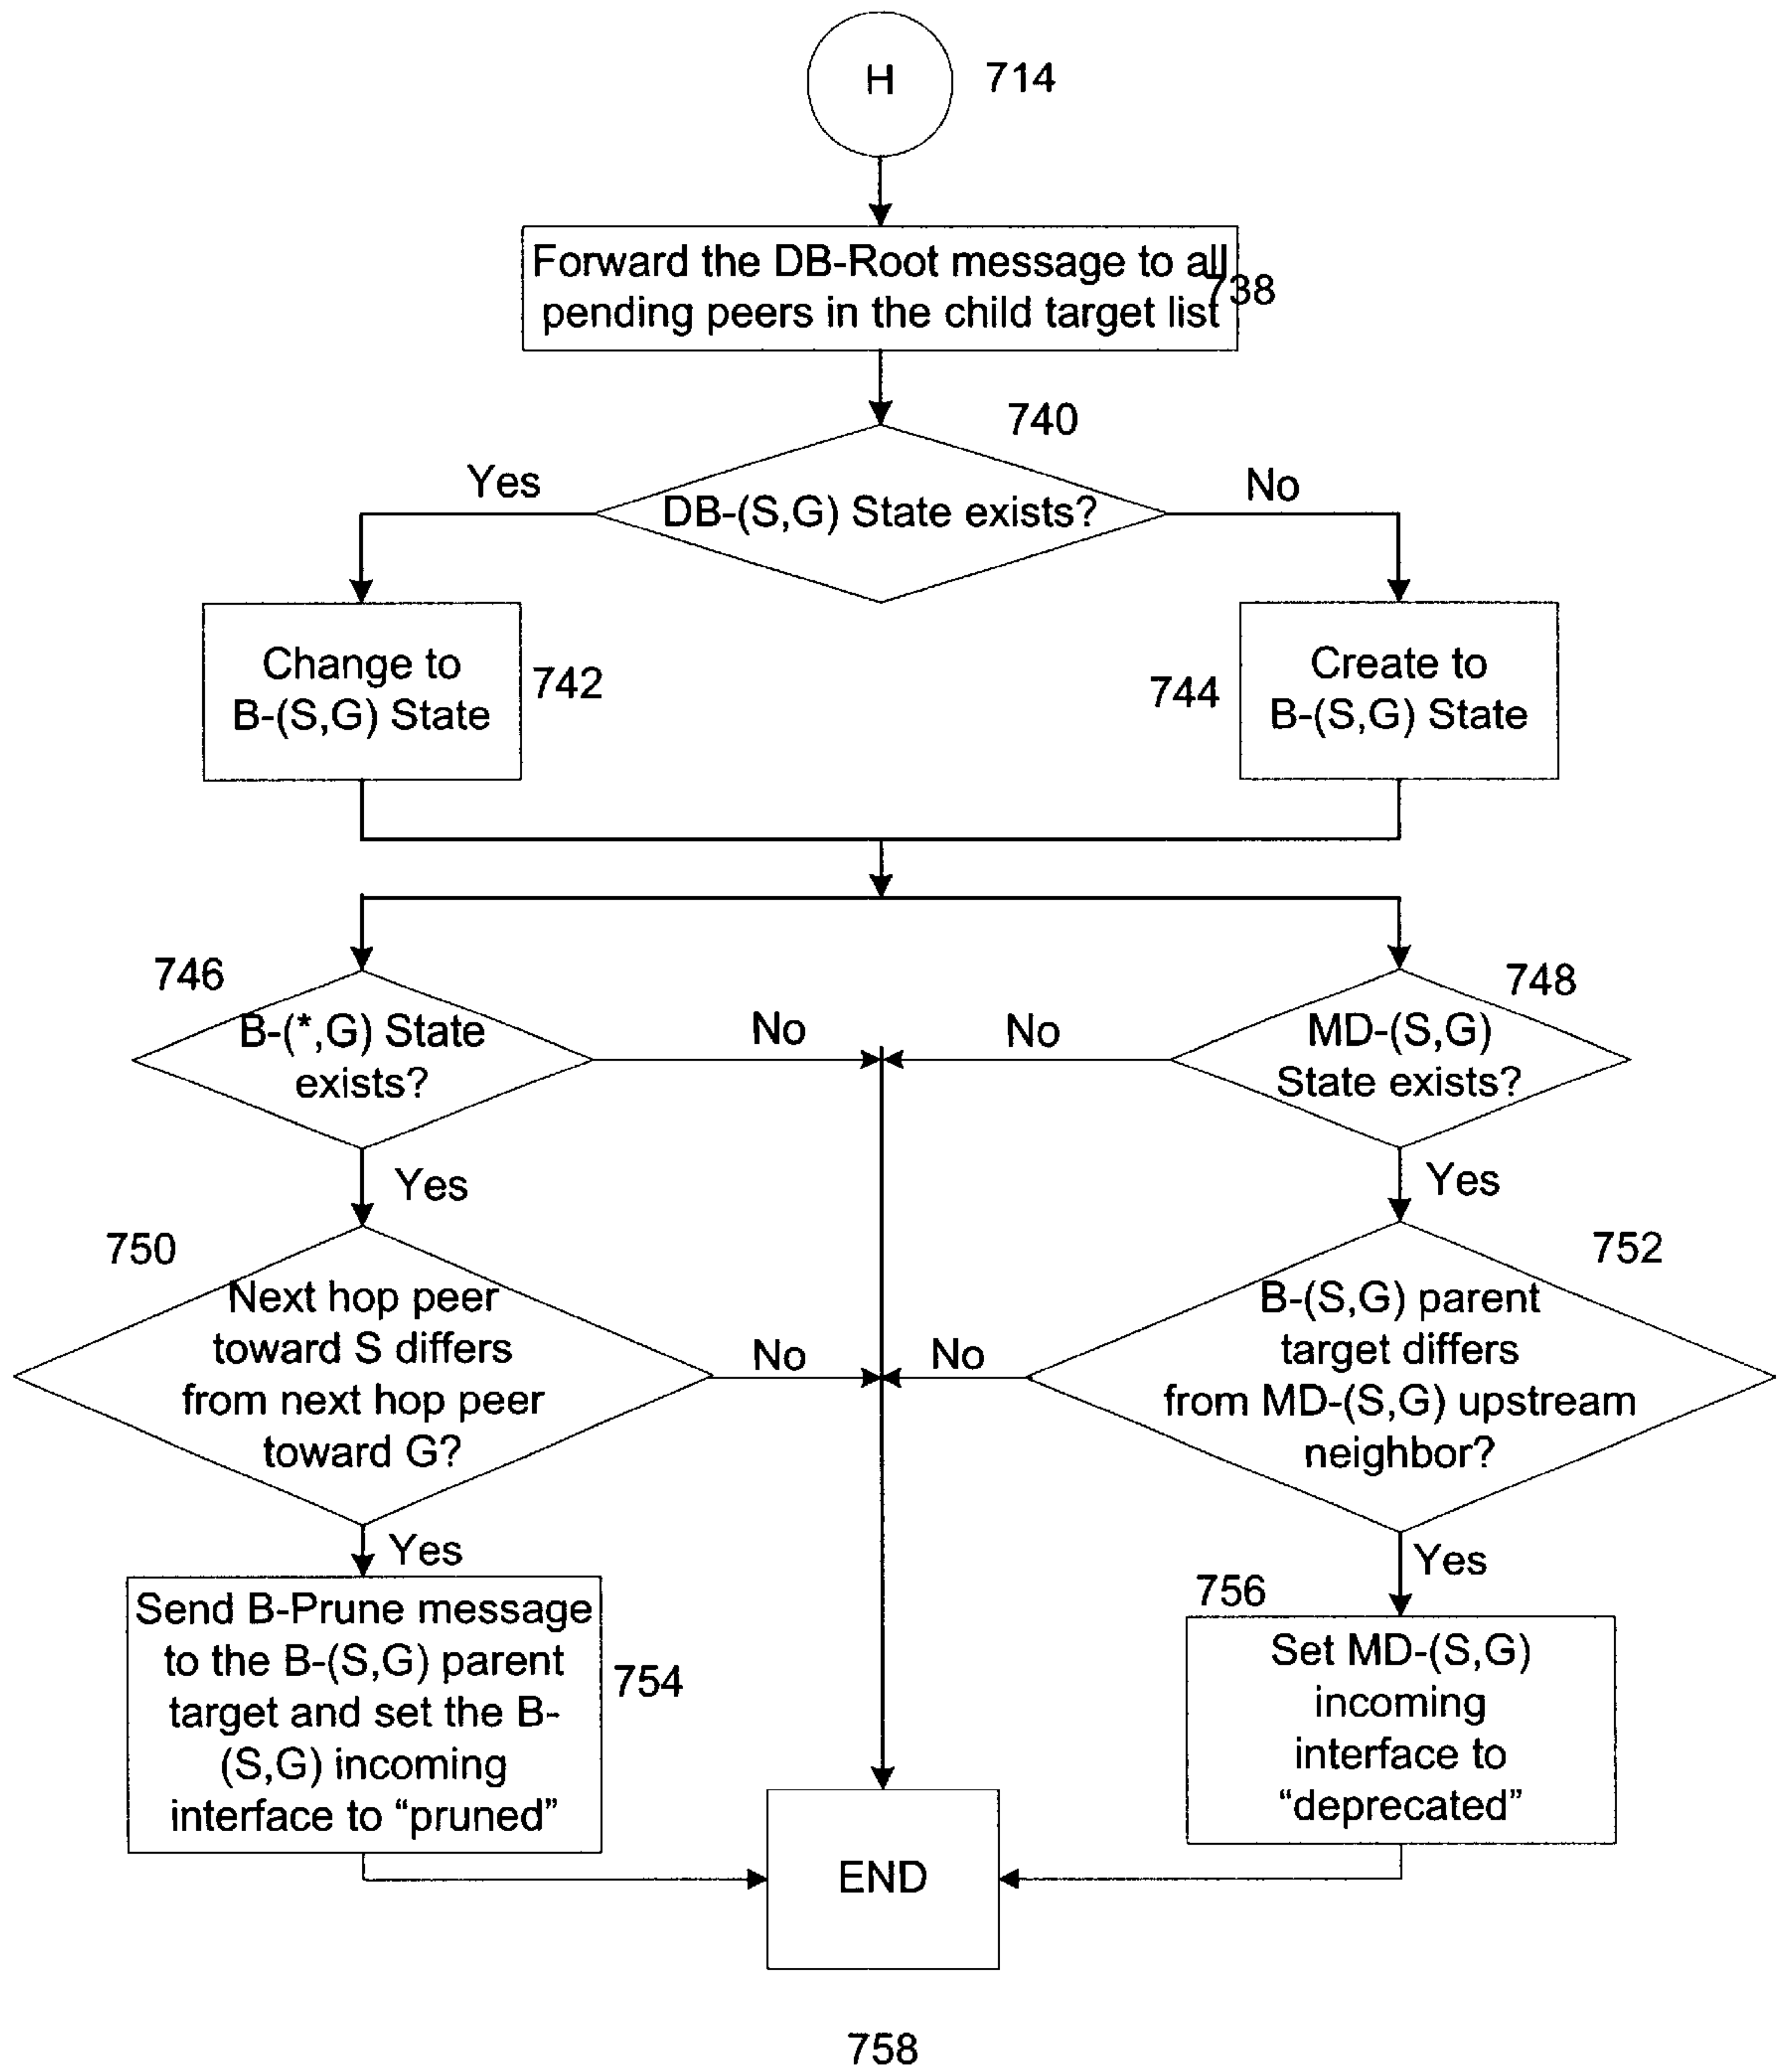 H
714
Forward the DB-Root message to all
pending peers in the child target list
738
740
Yes
No
DB-(S,G) State exists?
Change to
B-(S,G) State
742
744
Create to
B-(S,G) State
746
748
B-(*,G) State
exists?
No
No
MD-(S,G)
State exists?
Yes
Yes
750
752
Next hop peer
toward S differs
from next hop peer
toward G?
No
No
B-(S,G) parent
target differs
from MD-(S,G) upstream
neighbor?
Yes
Yes
Send B-Prune message
to the B-(S,G) parent
target and set the B-
(S,G) incoming
interface to “pruned”
754
756
Set MD-(S,G)
incoming
interface to
“deprecated”
END
758